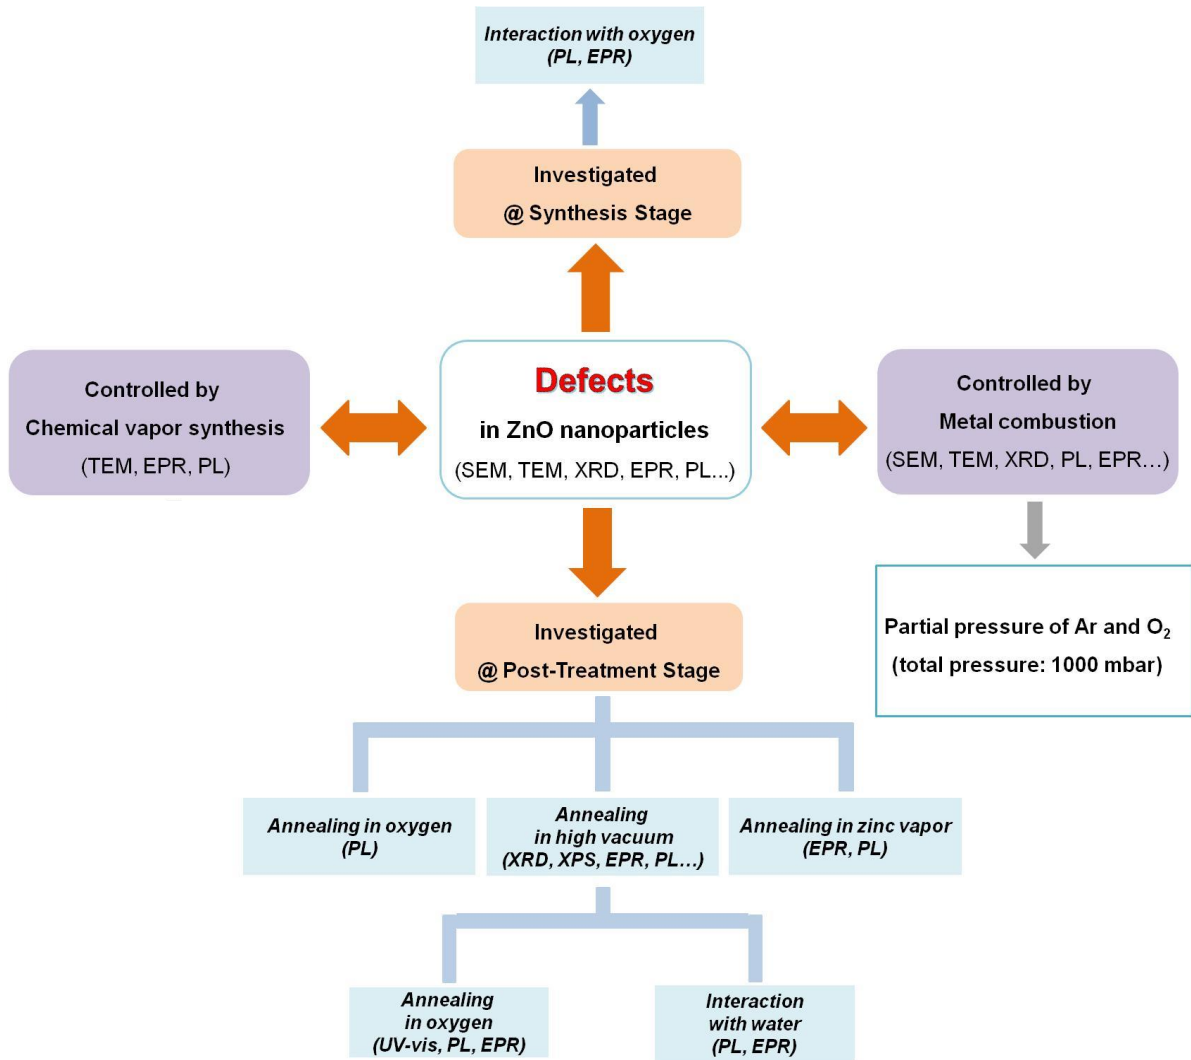 Interaction with oxygen
(PL, EPR)
Investigated
@ Synthesis Stage
Controlled by
Chemical vapor synthesis
(TEM, EPR, PL)
Defects
in ZnO nanoparticles
(SEM, TEM, XRD, EPR, PL...)
Controlled by
Metal combustion
(SEM, TEM, XRD, PL, EPR...)
Partial pressure of Ar and O₂
(total pressure: 1000 mbar)
Investigated
@ Post-Treatment Stage
Annealing in oxygen
(PL)
Annealing
in high vacuum
(XRD, XPS, EPR, PL...)
Annealing in zinc vapor
(EPR, PL)
Annealing
in oxygen
(UV-vis, PL, EPR)
Interaction
with water
(PL, EPR)